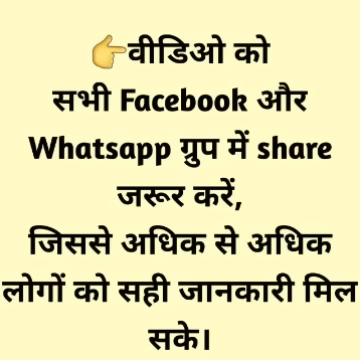 👉वीडिओ को
सभी Facebook और
Whatsapp ग्रुप में share
जरूर करें,
जिससे अधिक से अधिक
लोगों को सही जानकारी मिल
सके।